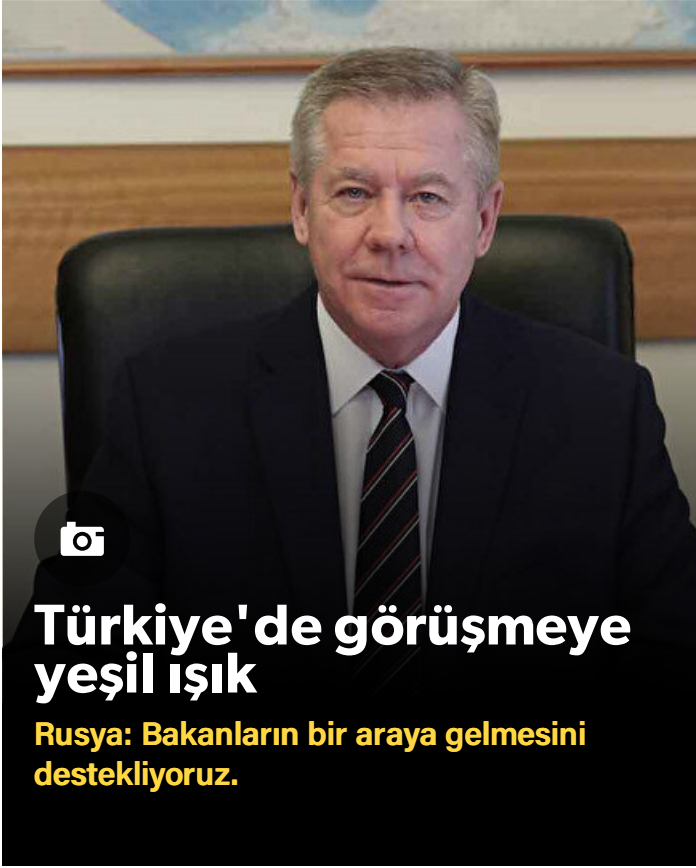 Türkiye'de görüşmeye
yeşil ışık
Rusya: Bakanların bir araya gelmesini
destekliyoruz.